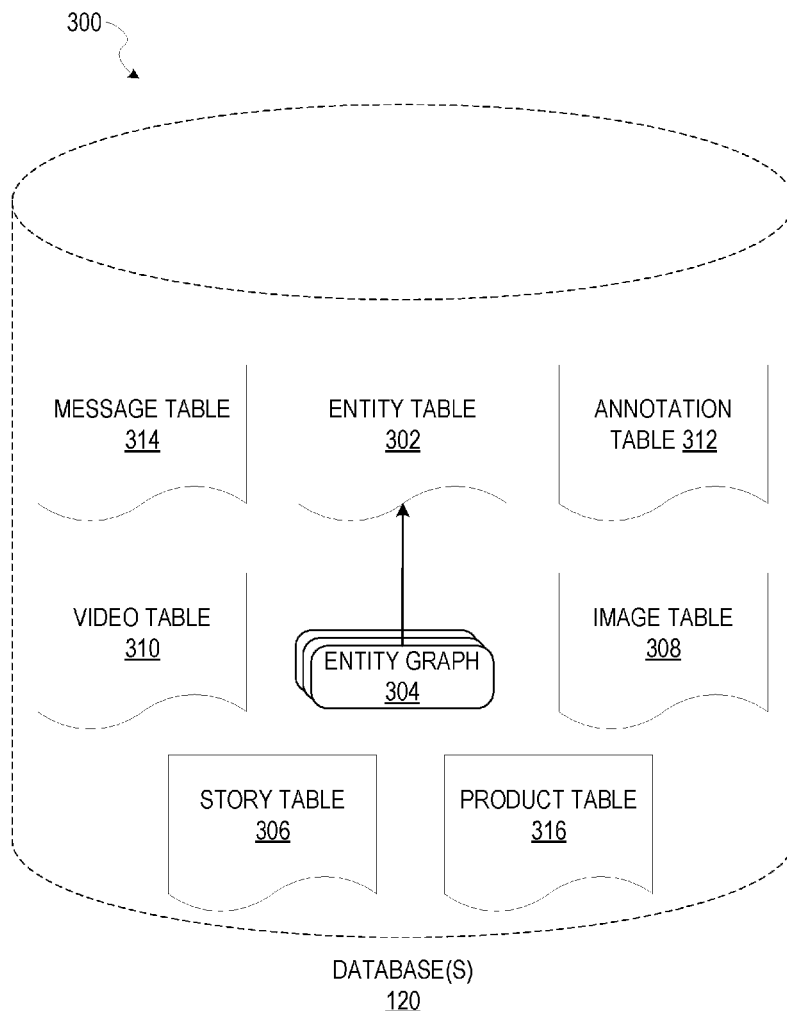 300
MESSAGE TABLE
314
ENTITY TABLE
302
ANNOTATION
TABLE 312
VIDEO TABLE
310
ENTITY GRAPH
304
IMAGE TABLE
308
STORY TABLE
306
PRODUCT TABLE
316
DATABASE(S)
120